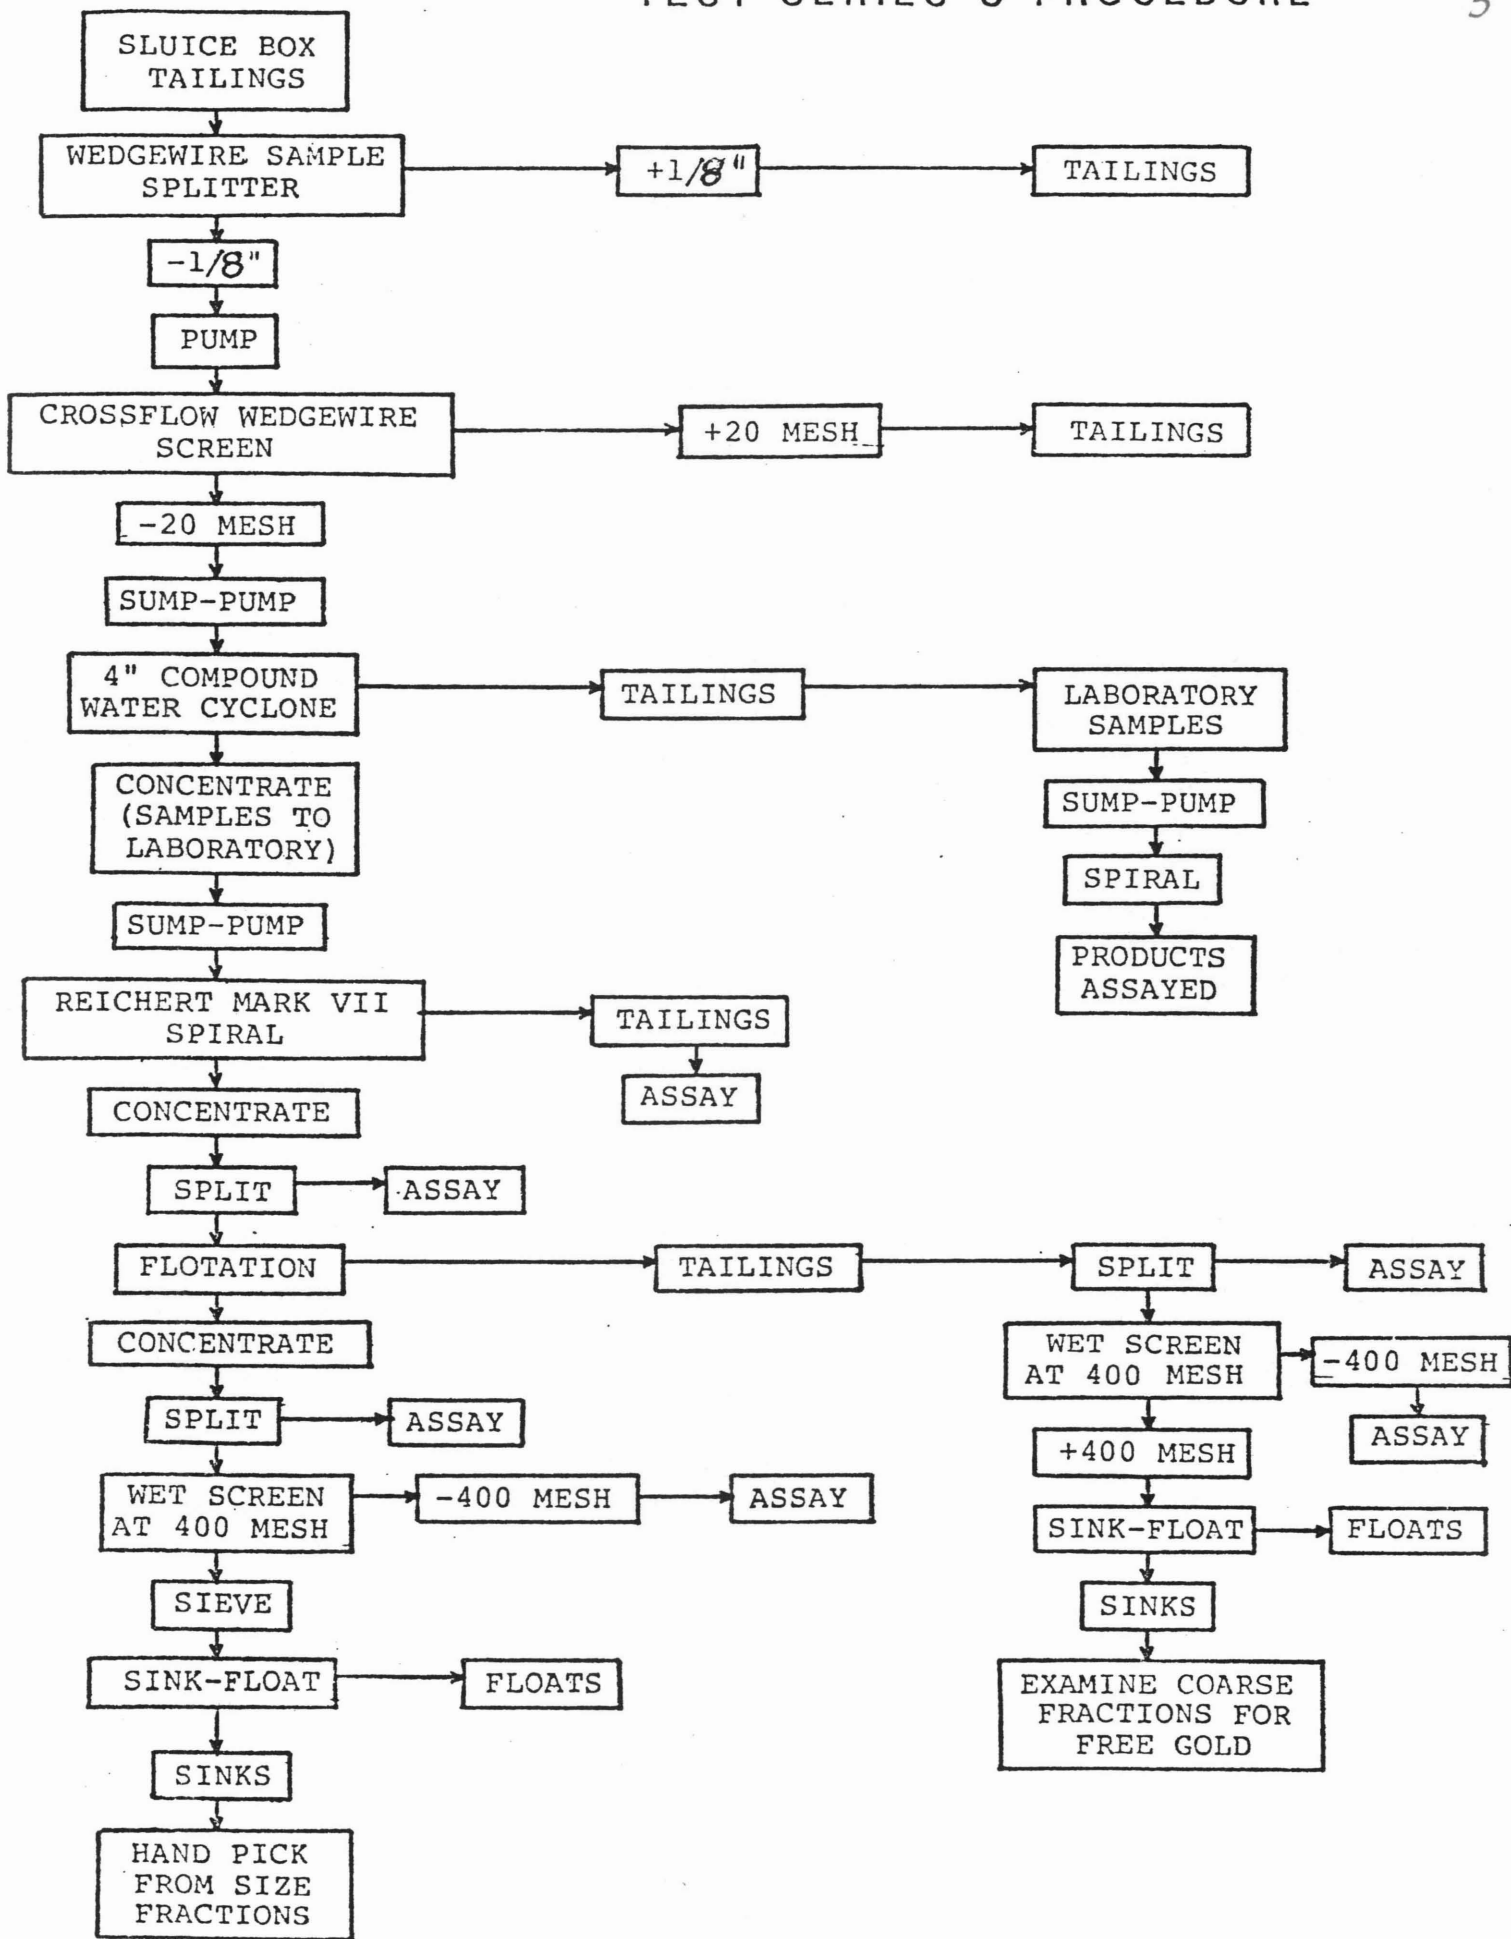 SLUICE BOX
TAILINGS
WEDGEWIRE SAMPLE
SPLITTER
+1/8"
TAILINGS
-1/8"
PUMP
CROSSFLOW WEDGEWIRE
SCREEN
+20 MESH
TAILINGS
-20 MESH
SUMP-PUMP
4" COMPOUND
WATER CYCLONE
TAILINGS
LABORATORY
SAMPLES
CONCENTRATE
(SAMPLES TO
LABORATORY)
SUMP-PUMP
SPIRAL
PRODUCTS
ASSAYED
SUMP-PUMP
REICHERT MARK VII
SPIRAL
TAILINGS
ASSAY
CONCENTRATE
SPLIT
ASSAY
FLOTATION
TAILINGS
SPLIT
ASSAY
CONCENTRATE
SPLIT
ASSAY
WET SCREEN
AT 400 MESH
-400 MESH
ASSAY
SIEVE
SINK-FLOAT
FLOATS
SINKS
HAND PICK
FROM SIZE
FRACTIONS
WET SCREEN
AT 400 MESH
-400 MESH
ASSAY
+400 MESH
SINK-FLOAT
FLOATS
SINKS
EXAMINE COARSE
FRACTIONS FOR
FREE GOLD